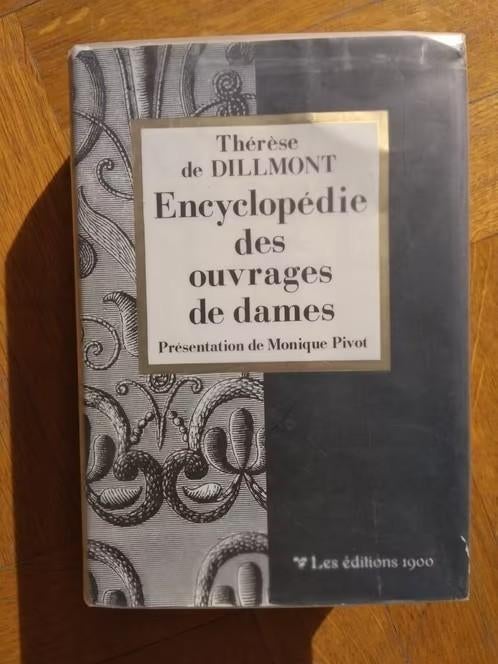 Thérèse
de DILLMONT
Encyclopédie
des
ouvrages
de dames
Présentation de Monique Pivot
Les éditions 1900